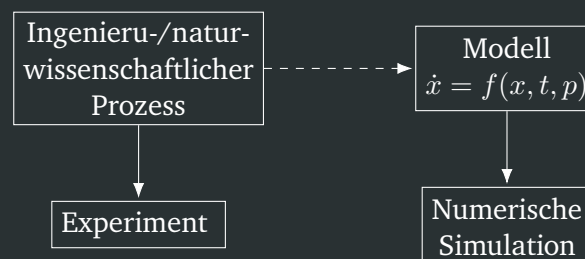 Ingenieru-/natur-
wissenschaftlicher
Prozess
Modell
ẋ = f(x, t, p)
Experiment
Numerische
Simulation